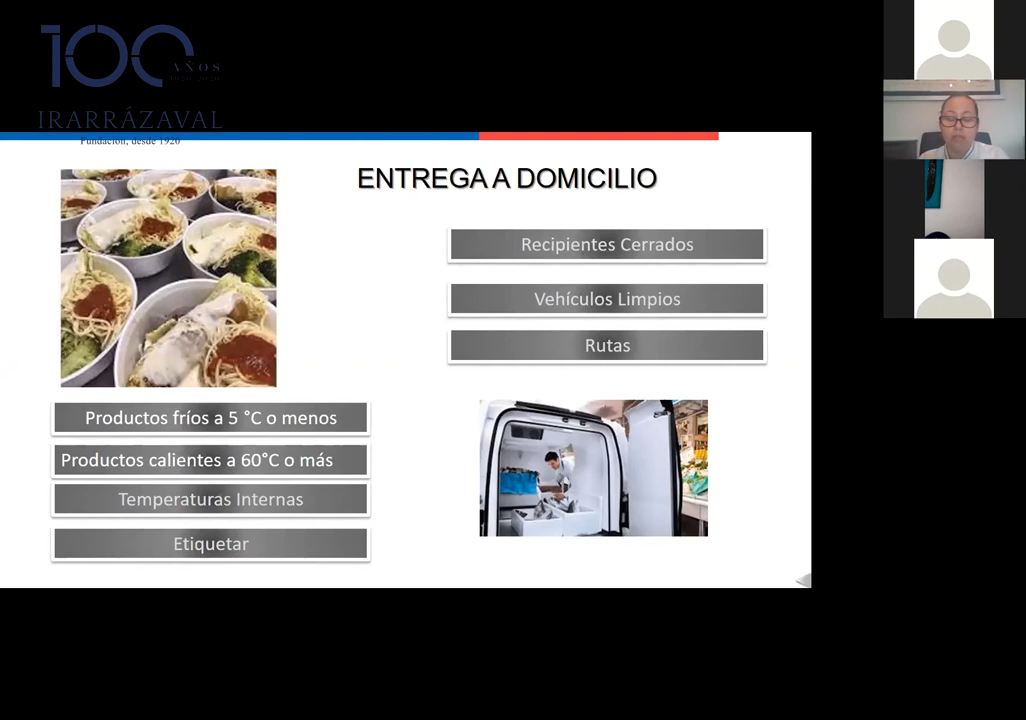 100
AÑOS
IRARRÁZAVAL
Fundación, desde 1920
ENTREGA A DOMICILIO
Recipientes Cerrados
Vehículos Limpios
Rutas
Productos fríos a 5 °C o menos
Productos calientes a 60°C o más
Temperaturas Internas
Etiquetar